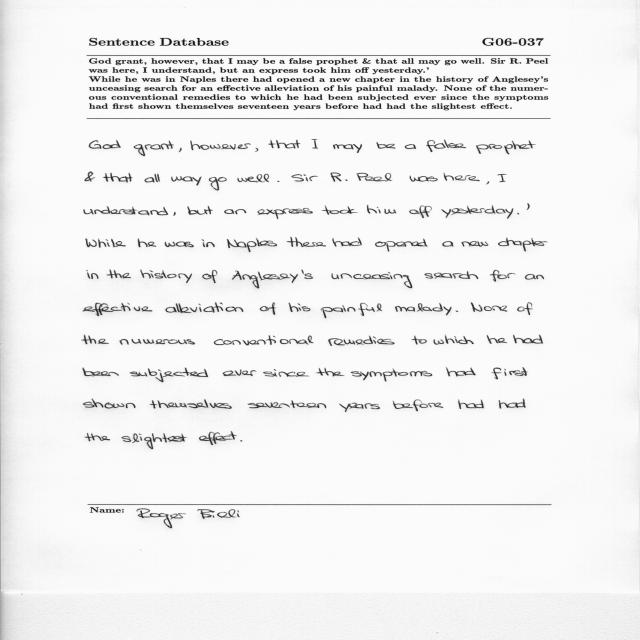 Sentence Database G06-037
God grant, however, that I may be a false prophet & that all may go well. Sir R. Peel
was here, I understand, but an express took him off yesterday.'
While he was in Naples there had opened a new chapter in the history of Anglesey's
unceasing search for an effective alleviation of his painful malady. None of the numer-
ous conventional remedies to which he had been subjected ever since the symptoms
had first shown themselves seventeen years before had had the slightest effect.
God grant, however, that I may be a false prophet
& that all way go well. Sir R. Peel was here, I
understand, but an express took him off yesterday.'
While he was in Naples there had opened a new chapter
in the history of Anglesey's unceasing search for an
effective alleviation of his painful malady. None of
the numerous conventional remedies to which he had
been subjected ever since the symptoms had first
shown themselves seventeen years before had had
the slightest effect.
Name: Roger Bieli